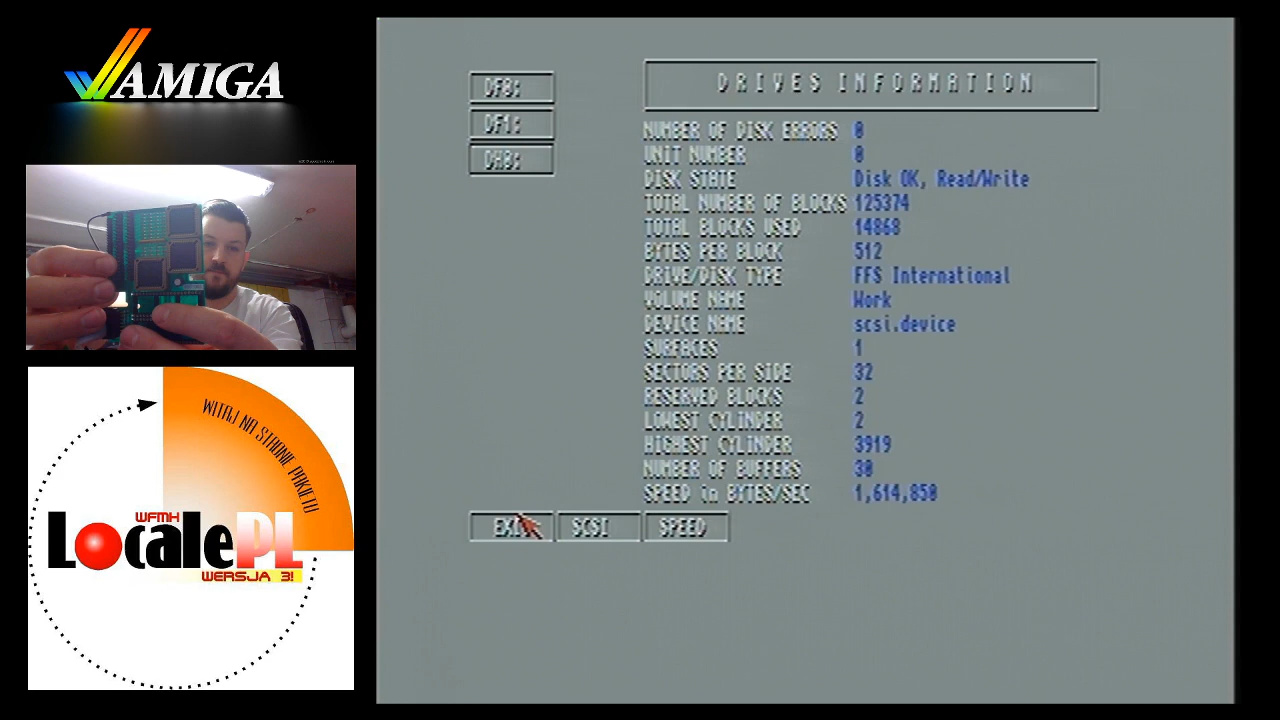 AMIGA
WITAJ NA STRONIE PAKIETU
WFMH
LocalePL
WERSJA 3!
DF0:
DF1:
DH0:
DRIVES INFORMATION
NUMBER OF DISK ERRORS 0
UNIT NUMBER 0
DISK STATE Disk OK, Read/Write
TOTAL NUMBER OF BLOCKS 125374
TOTAL BLOCKS USED 14868
BYTES PER BLOCK 512
DRIVE/DISK TYPE FFS International
VOLUME NAME Work
DEVICE NAME scsi.device
SURFACES 1
SECTORS PER SIDE 32
RESERVED BLOCKS 2
LOWEST CYLINDER 2
HIGHEST CYLINDER 3919
NUMBER OF BUFFERS 30
SPEED in BYTES/SEC 1,614,850
SCSI SPEED